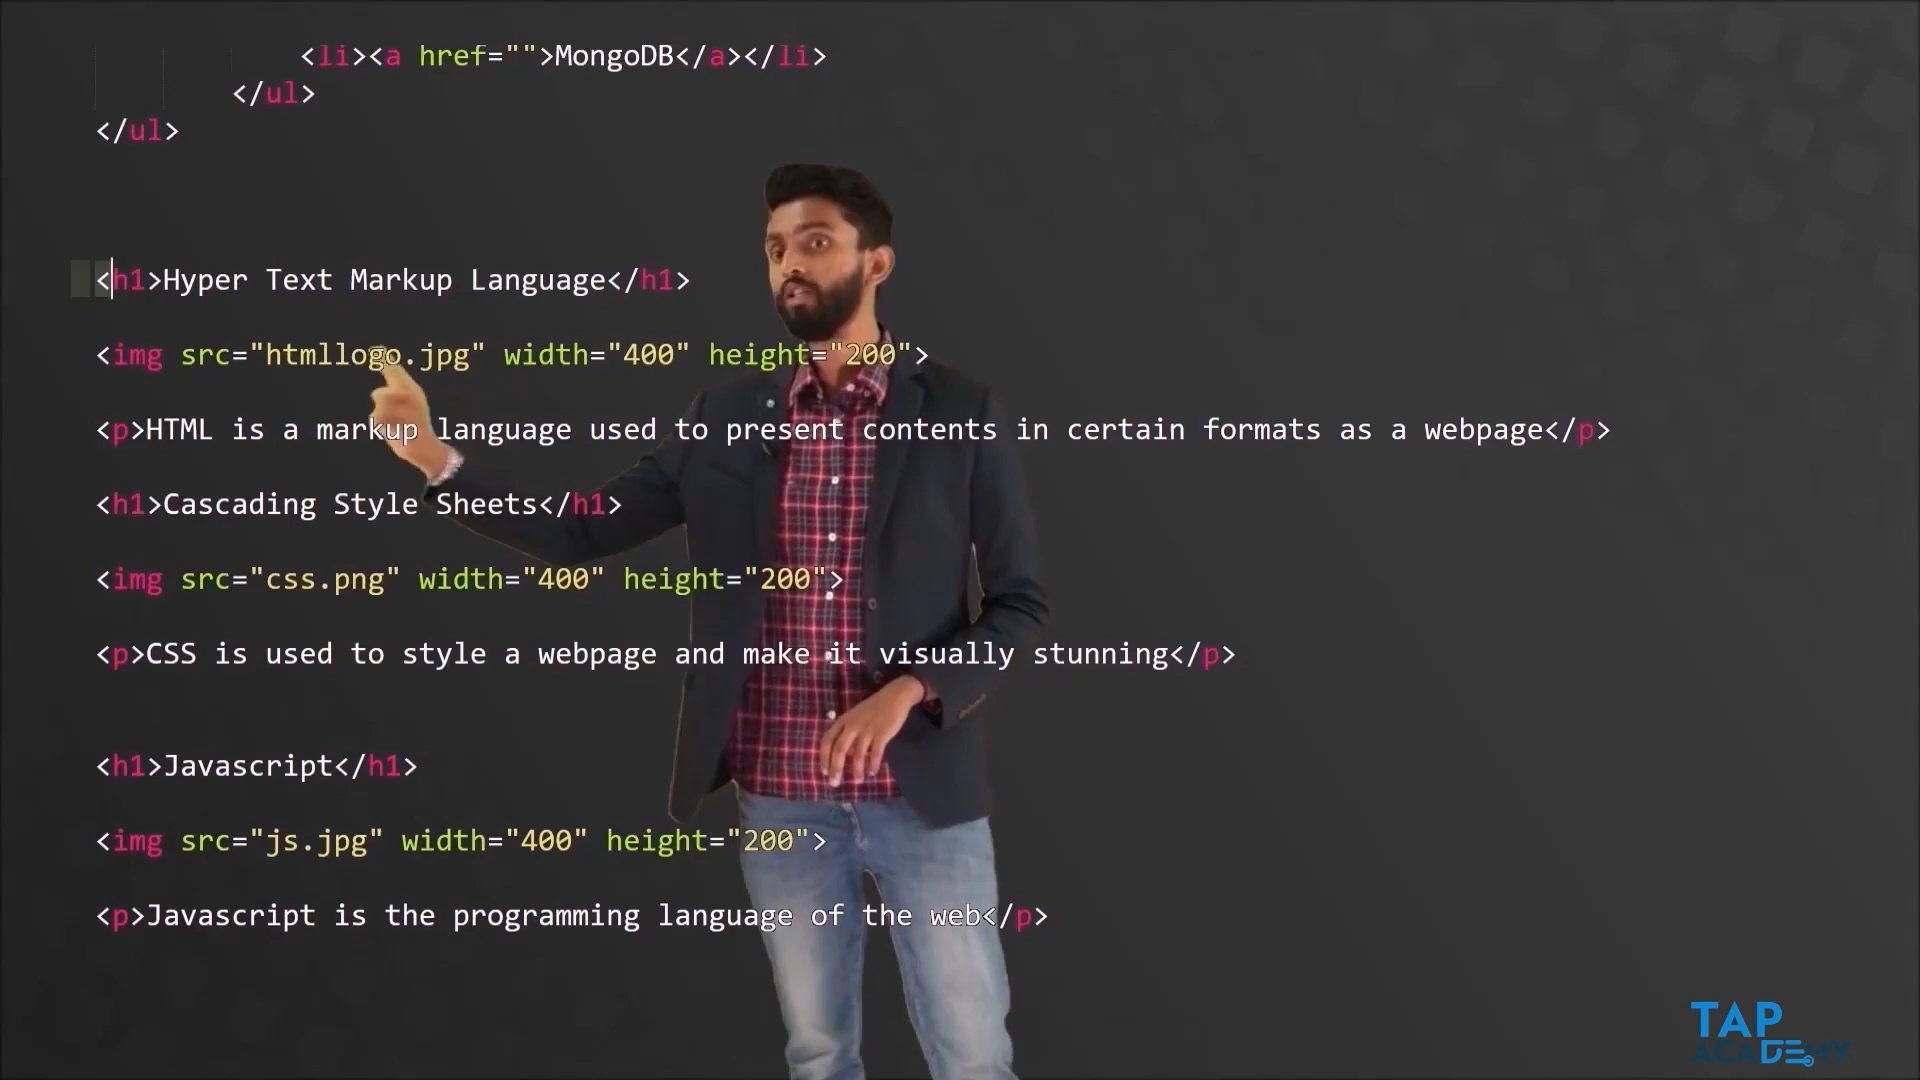 <li><a href="">MongoDB</a></li>
</ul>
</ul>
<h1>Hyper Text Markup Language</h1>
<img src="htmllogo.jpg" width="400" height="200">
<p>HTML is a markup language used to present contents in certain formats as a webpage</p>
<h1>Cascading Style Sheets</h1>
<img src="css.png" width="400" height="200">
<p>CSS is used to style a webpage and make it visually stunning</p>
<h1>Javascript</h1>
<img src="js.jpg" width="400" height="200">
<p>Javascript is the programming language of the web</p>
TAP
ACADEMY